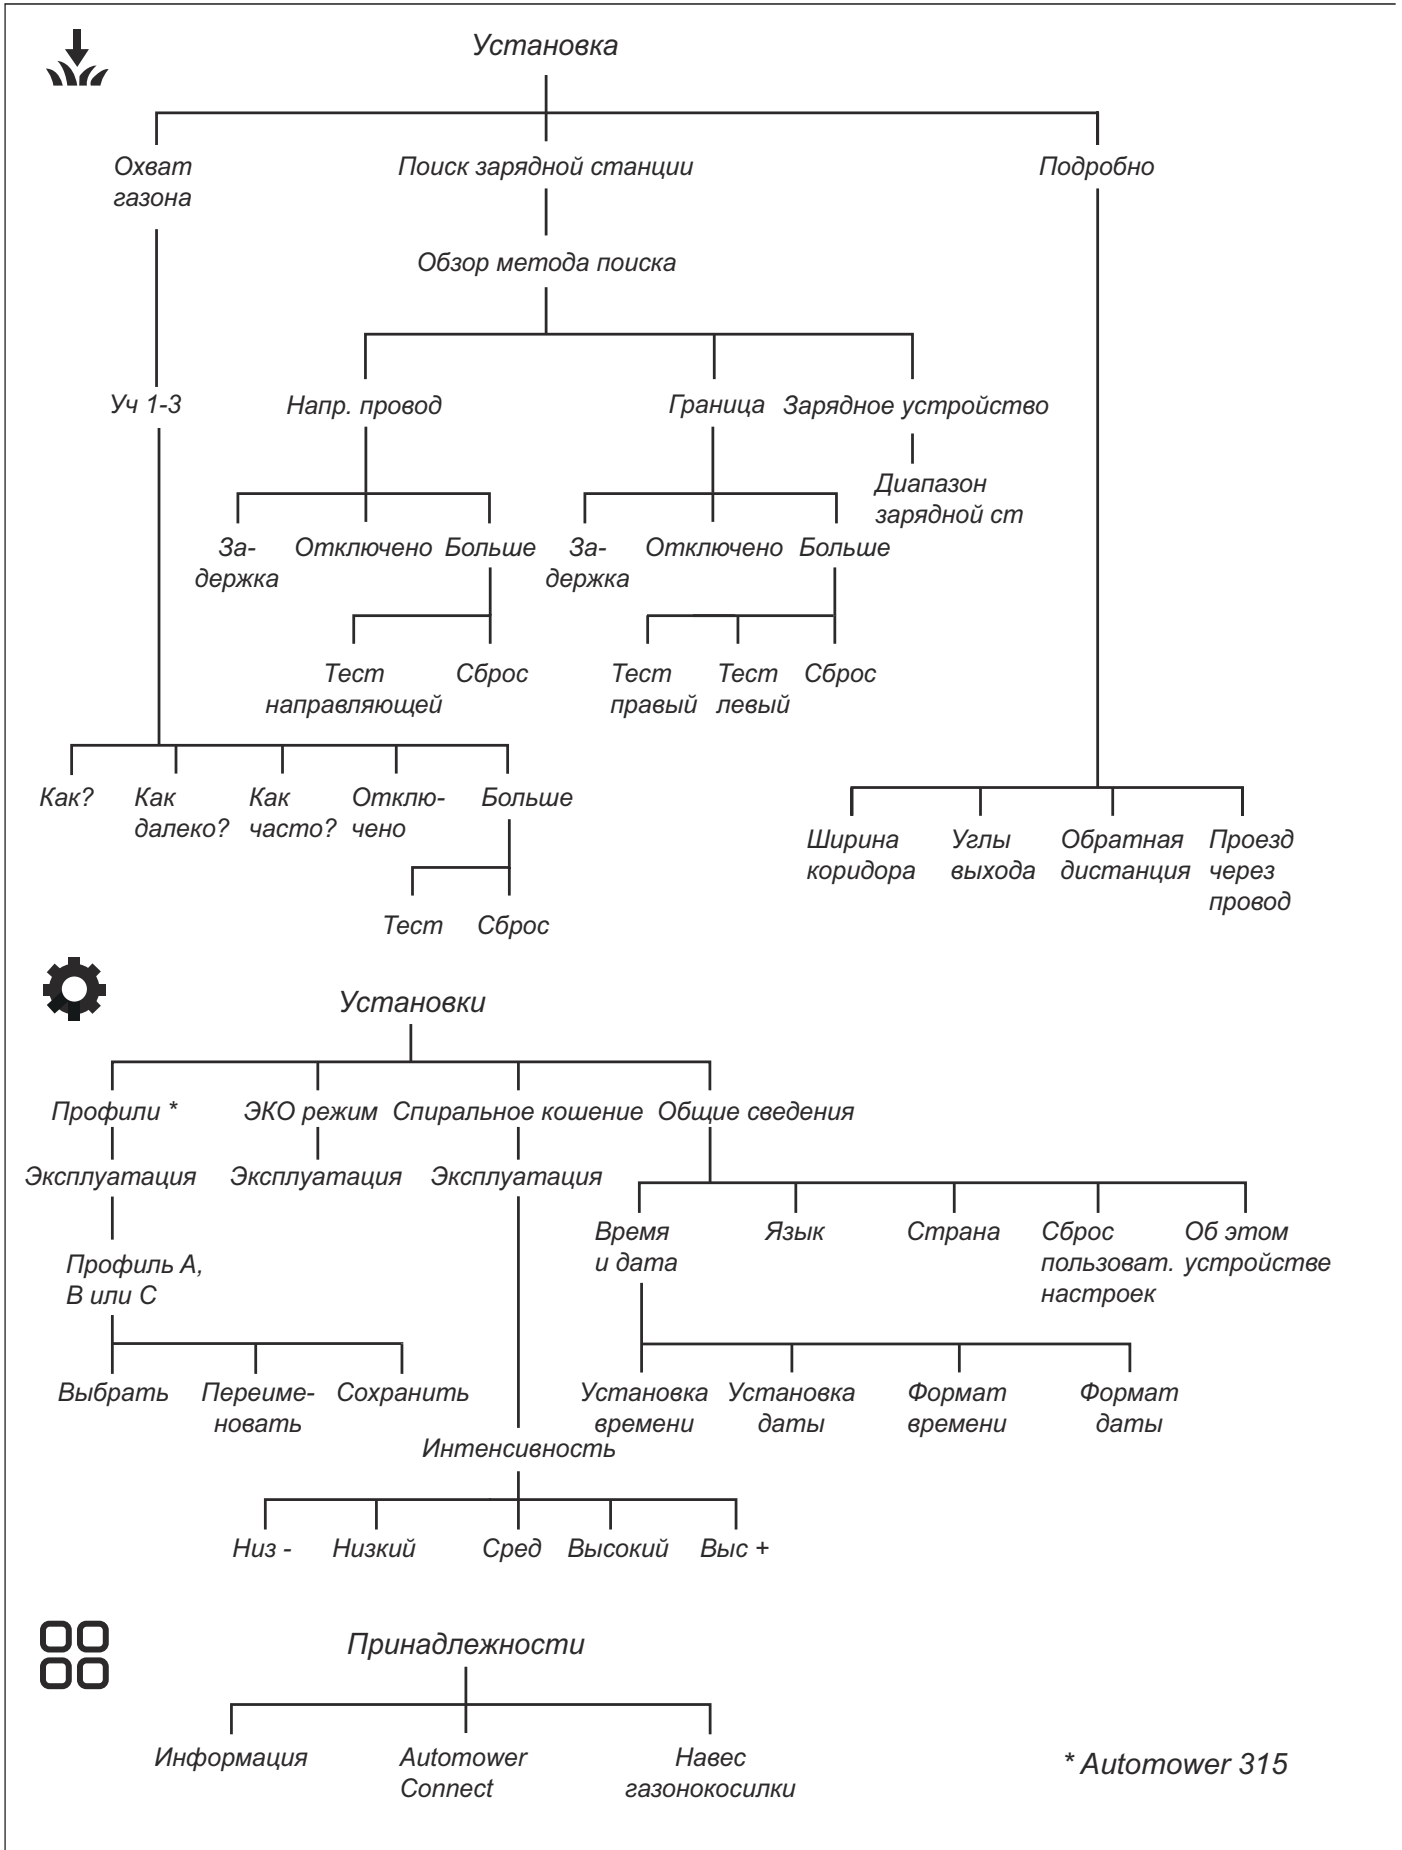 Установка
Охват
газона
Поиск зарядной станции
Подробно
Обзор метода поиска
Уч 1-3
Напр. провод
Граница
Зарядное устройство
Диапазон
зарядной ст
За-
держка
Отключено
Больше
За-
держка
Отключено
Больше
Тест
направляющей
Сброс
Тест
правый
Тест
левый
Сброс
Как?
Как
далеко?
Как
часто?
Отклю-
чено
Больше
Ширина
коридора
Углы
выхода
Обратная
дистанция
Проезд
через
провод
Тест
Сброс
Установки
Профили *
ЭКО режим
Спиральное кошение
Общие сведения
Эксплуатация
Эксплуатация
Эксплуатация
Время
и дата
Язык
Страна
Сброс
пользоват.
настроек
Об этом
устройстве
Профиль A,
B или C
Выбрать
Переиме-
новать
Сохранить
Установка
времени
Установка
даты
Формат
времени
Формат
даты
Интенсивность
Низ -
Низкий
Сред
Высокий
Выс +
Принадлежности
Информация
Automower
Connect
Навес
газонокосилки
* Automower 315